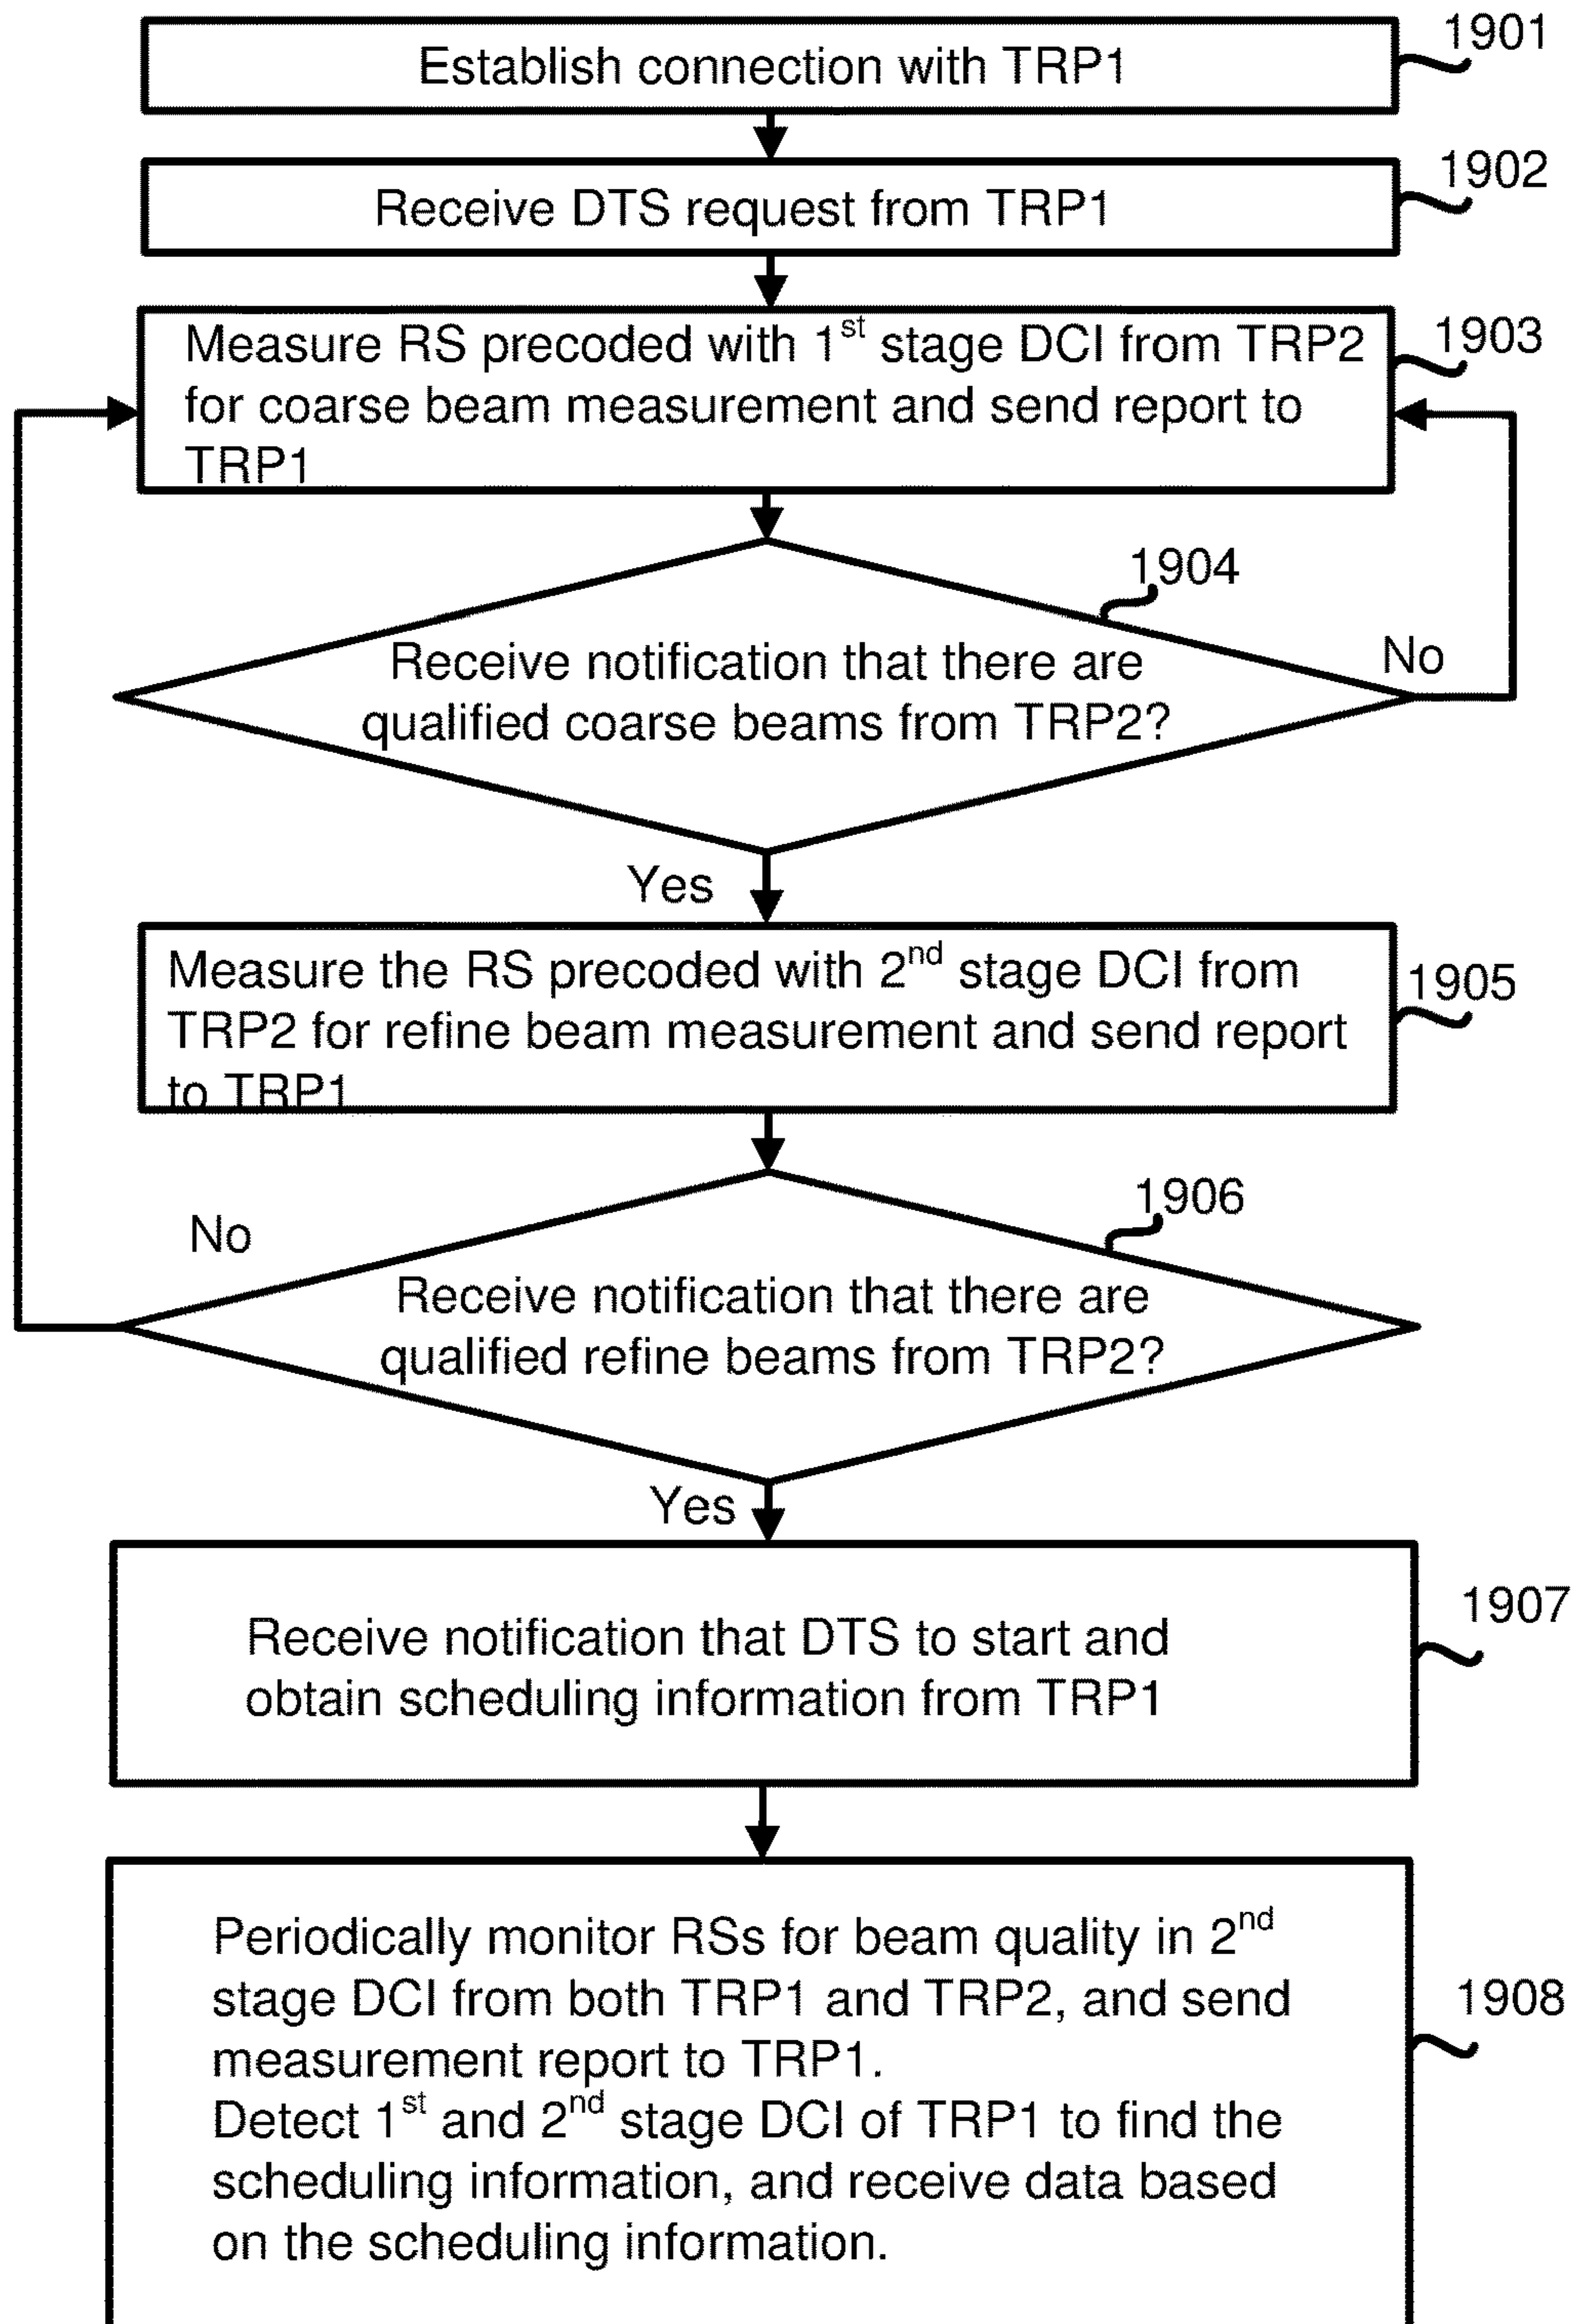 1901
Establish connection with TRP1
1902
Receive DTS request from TRP1
1903
Measure RS precoded with 1st stage DCI from TRP2
for coarse beam measurement and send report to
TRP1
1904
Receive notification that there are
qualified coarse beams from TRP2?
No
Yes
1905
Measure the RS precoded with 2nd stage DCI from
TRP2 for refine beam measurement and send report
to TRP1
1906
No
Receive notification that there are
qualified refine beams from TRP2?
Yes
1907
Receive notification that DTS to start and
obtain scheduling information from TRP1
1908
Periodically monitor RSs for beam quality in 2nd
stage DCI from both TRP1 and TRP2, and send
measurement report to TRP1.
Detect 1st and 2nd stage DCI of TRP1 to find the
scheduling information, and receive data based
on the scheduling information.